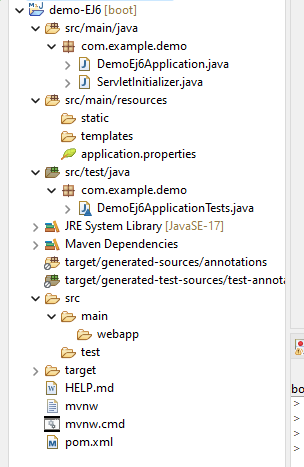 demo-EJ6 [boot]
src/main/java
com.example.demo
DemoEj6Application.java
ServletInitializer.java
src/main/resources
static
templates
application.properties
src/test/java
com.example.demo
DemoEj6ApplicationTests.java
JRE System Library [JavaSE-17]
Maven Dependencies
target/generated-sources/annotations
target/generated-test-sources/test-annota
src
main
webapp
test
target
HELP.md
mvnw
mvnw.cmd
pom.xml
bo
>
>
>
>